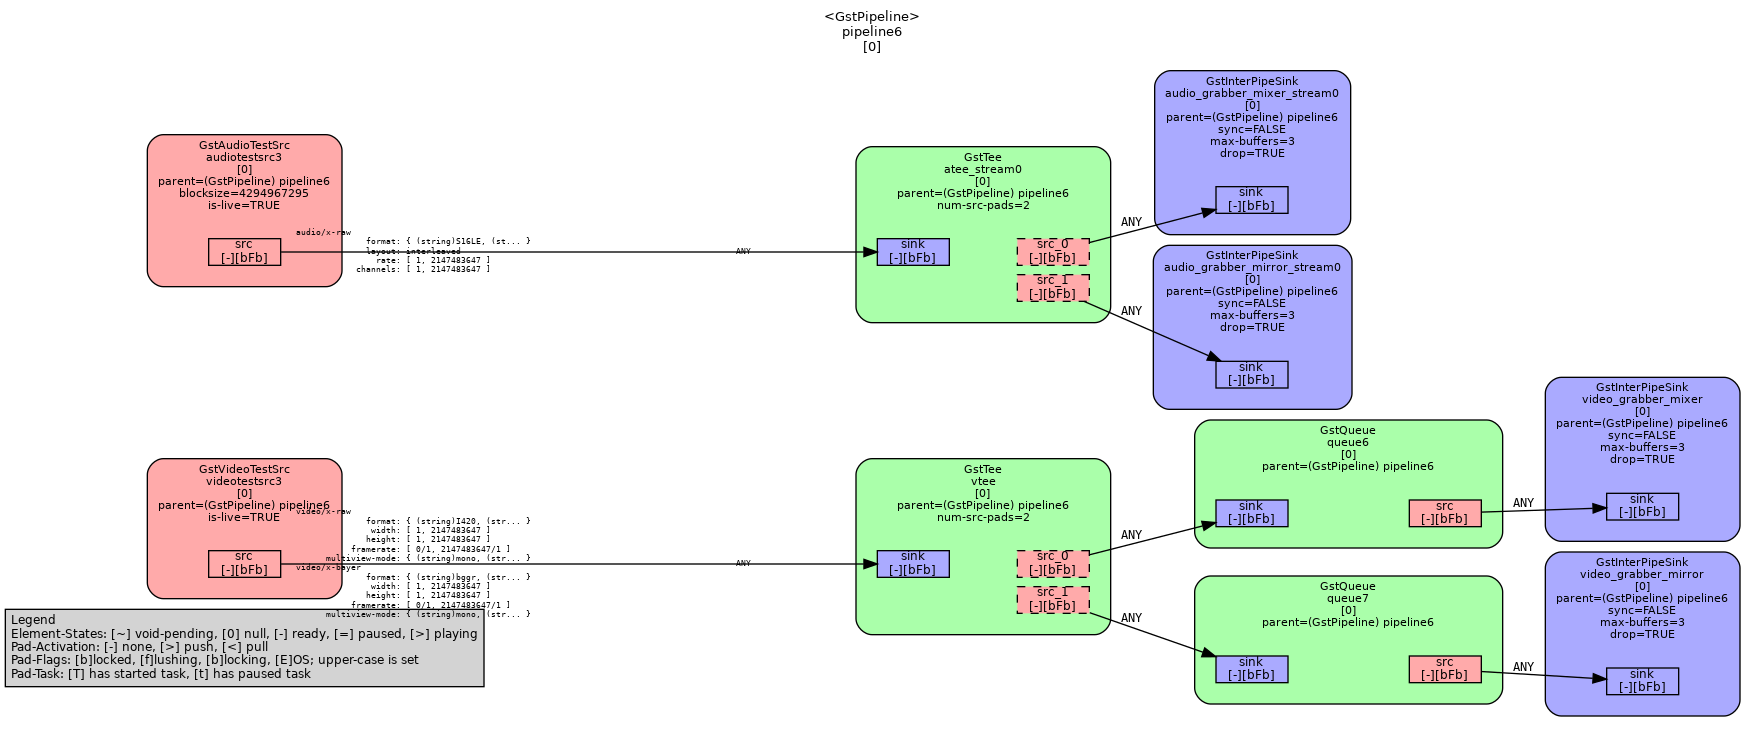 <GstPipeline>
pipeline6
[0]
GstAudioTestSrc
audiotestsrc3
[0]
parent=(GstPipeline) pipeline6
blocksize=4294967295
is-live=TRUE
src
[-][bFb]
audio/x-raw
format: { (string)S16LE, (st... }
layout: interleaved
rate: [ 1, 2147483647 ]
channels: [ 1, 2147483647 ]
ANY
GstTee
atee_stream0
[0]
parent=(GstPipeline) pipeline6
num-src-pads=2
sink
[-][bFb]
src_0
[-][bFb]
src_1
[-][bFb]
ANY
ANY
GstInterPipeSink
audio_grabber_mixer_stream0
[0]
parent=(GstPipeline) pipeline6
sync=FALSE
max-buffers=3
drop=TRUE
sink
[-][bFb]
GstInterPipeSink
audio_grabber_mirror_stream0
[0]
parent=(GstPipeline) pipeline6
sync=FALSE
max-buffers=3
drop=TRUE
sink
[-][bFb]
GstVideoTestSrc
videotestsrc3
[0]
parent=(GstPipeline) pipeline6
is-live=TRUE
src
[-][bFb]
video/x-raw
format: { (string)I420, (str... }
width: [ 1, 2147483647 ]
height: [ 1, 2147483647 ]
framerate: [ 0/1, 2147483647/1 ]
multiview-mode: { (string)mono, (str... }
video/x-bayer
format: { (string)bggr, (str... }
width: [ 1, 2147483647 ]
height: [ 1, 2147483647 ]
framerate: [ 0/1, 2147483647/1 ]
multiview-mode: { (string)mono, (str... }
ANY
GstTee
vtee
[0]
parent=(GstPipeline) pipeline6
num-src-pads=2
sink
[-][bFb]
src_0
[-][bFb]
src_1
[-][bFb]
ANY
ANY
GstQueue
queue6
[0]
parent=(GstPipeline) pipeline6
sink
[-][bFb]
src
[-][bFb]
ANY
GstInterPipeSink
video_grabber_mixer
[0]
parent=(GstPipeline) pipeline6
sync=FALSE
max-buffers=3
drop=TRUE
sink
[-][bFb]
GstQueue
queue7
[0]
parent=(GstPipeline) pipeline6
sink
[-][bFb]
src
[-][bFb]
ANY
GstInterPipeSink
video_grabber_mirror
[0]
parent=(GstPipeline) pipeline6
sync=FALSE
max-buffers=3
drop=TRUE
sink
[-][bFb]
Legend
Element-States: [~] void-pending, [0] null, [-] ready, [=] paused, [>] playing
Pad-Activation: [-] none, [>] push, [<] pull
Pad-Flags: [b]locked, [f]lushing, [b]locking, [E]OS; upper-case is set
Pad-Task: [T] has started task, [t] has paused task